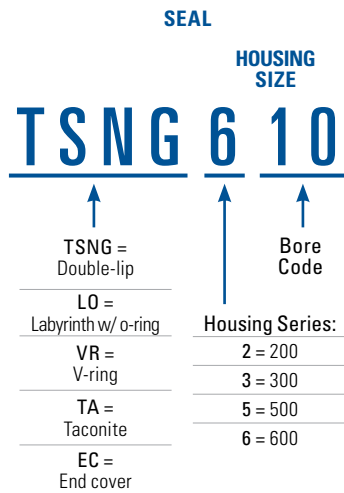 SEAL
HOUSING
SIZE
TSNG 6 10
TSNG =
Double-lip
LO =
Labyrinth w/ o-ring
VR =
V-ring
TA =
Taconite
EC =
End cover
Housing Series:
2 = 200
3 = 300
5 = 500
6 = 600
Bore
Code